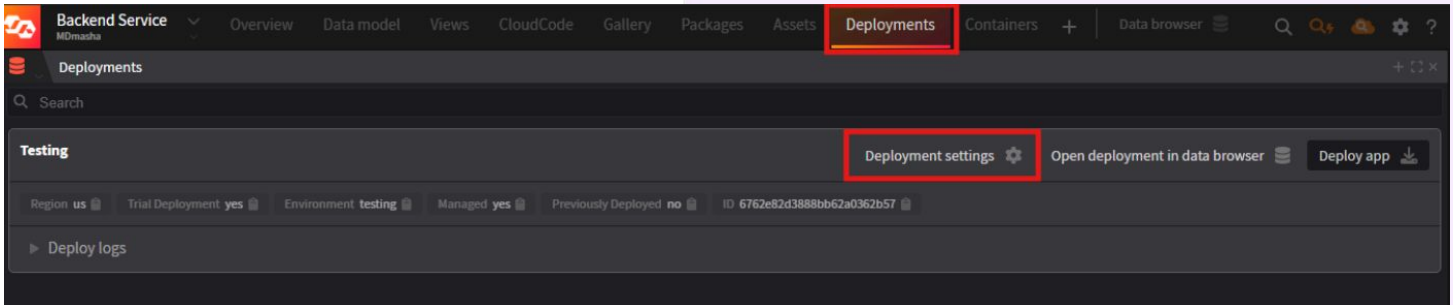 Backend Service Overview Data model Views CloudCode Gallery Packages Assets Deployments Containers + Data browser ?
MDmasha
Deployments
Search
Testing Deployment settings Open deployment in data browser Deploy app
Region us Trial Deployment yes Environment testing Managed yes Previously Deployed no ID 6762e82d3888bb62a0362b57
Deploy logs